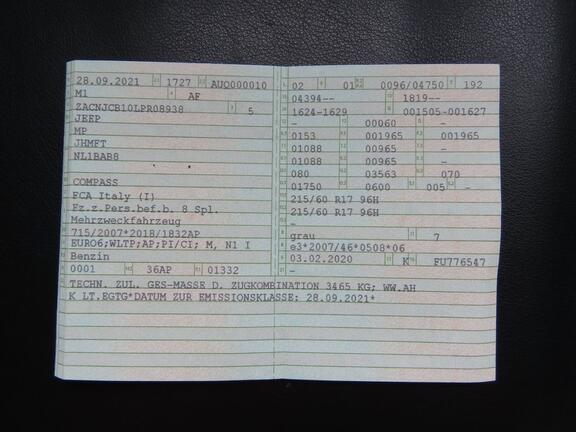 28.09.2021 1727 AUQ000010
M1 AF
ZACNJCB10LPR08938 5
JEEP
MP
JHMFT
NL1BAB8
COMPASS
FCA Italy (I)
Fz.z.Pers.bef.b. 8 Spl.
Mehrzweckfahrzeug
715/2007*2018/1832AP
EURO6;WLTP;AP;PI/CI; M, N1 I
Benzin
0001 36AP 01332
02 01 0096/04750 192
04394-- 1819--
1624-1629 001505-001627
- 00060 -
0153 001965 001965
01088 00965 -
01088 00965 -
080 03563 070
01750 0600 005 -
215/60 R17 96H
215/60 R17 96H
-
grau 7
e3*2007/46*0508*06
03.02.2020 K FU776547
-
TECHN. ZUL. GES-MASSE D. ZUGKOMBINATION 3465 KG; WW.AH
K LT.EGTG*DATUM ZUR EMISSIONSKLASSE: 28.09.2021*